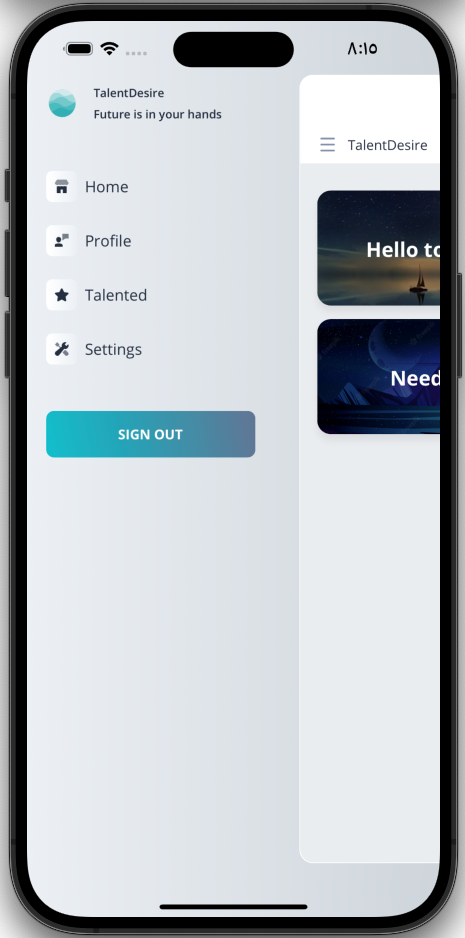 ٨:١٥
TalentDesire
Future is in your hands
Home
Profile
Talented
Settings
SIGN OUT
TalentDesire
Hello to
Need